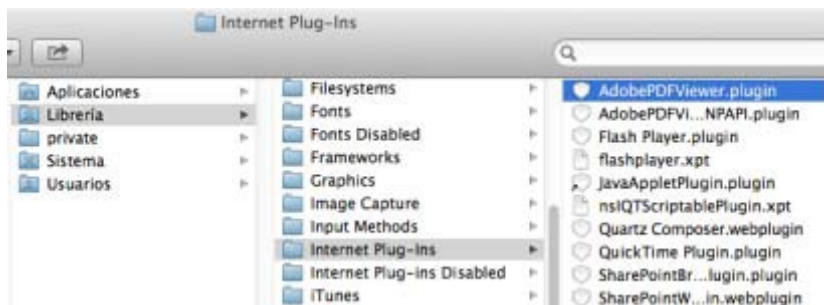 Internet Plug-Ins
Aplicaciones
Librería
private
Sistema
Usuarios
Filesystems
Fonts
Fonts Disabled
Frameworks
Graphics
Image Capture
Input Methods
Internet Plug-Ins
Internet Plug-ins Disabled
iTunes
AdobePDFViewer.plugin
AdobePDFVi...NPAPI.plugin
Flash Player.plugin
flashplayer.xpt
JavaAppletPlugin.plugin
nsIQTScriptablePlugin.xpt
Quartz Composer.webplugin
QuickTime Plugin.plugin
SharePointBr...lugin.plugin
SharePointW...in.webplugin